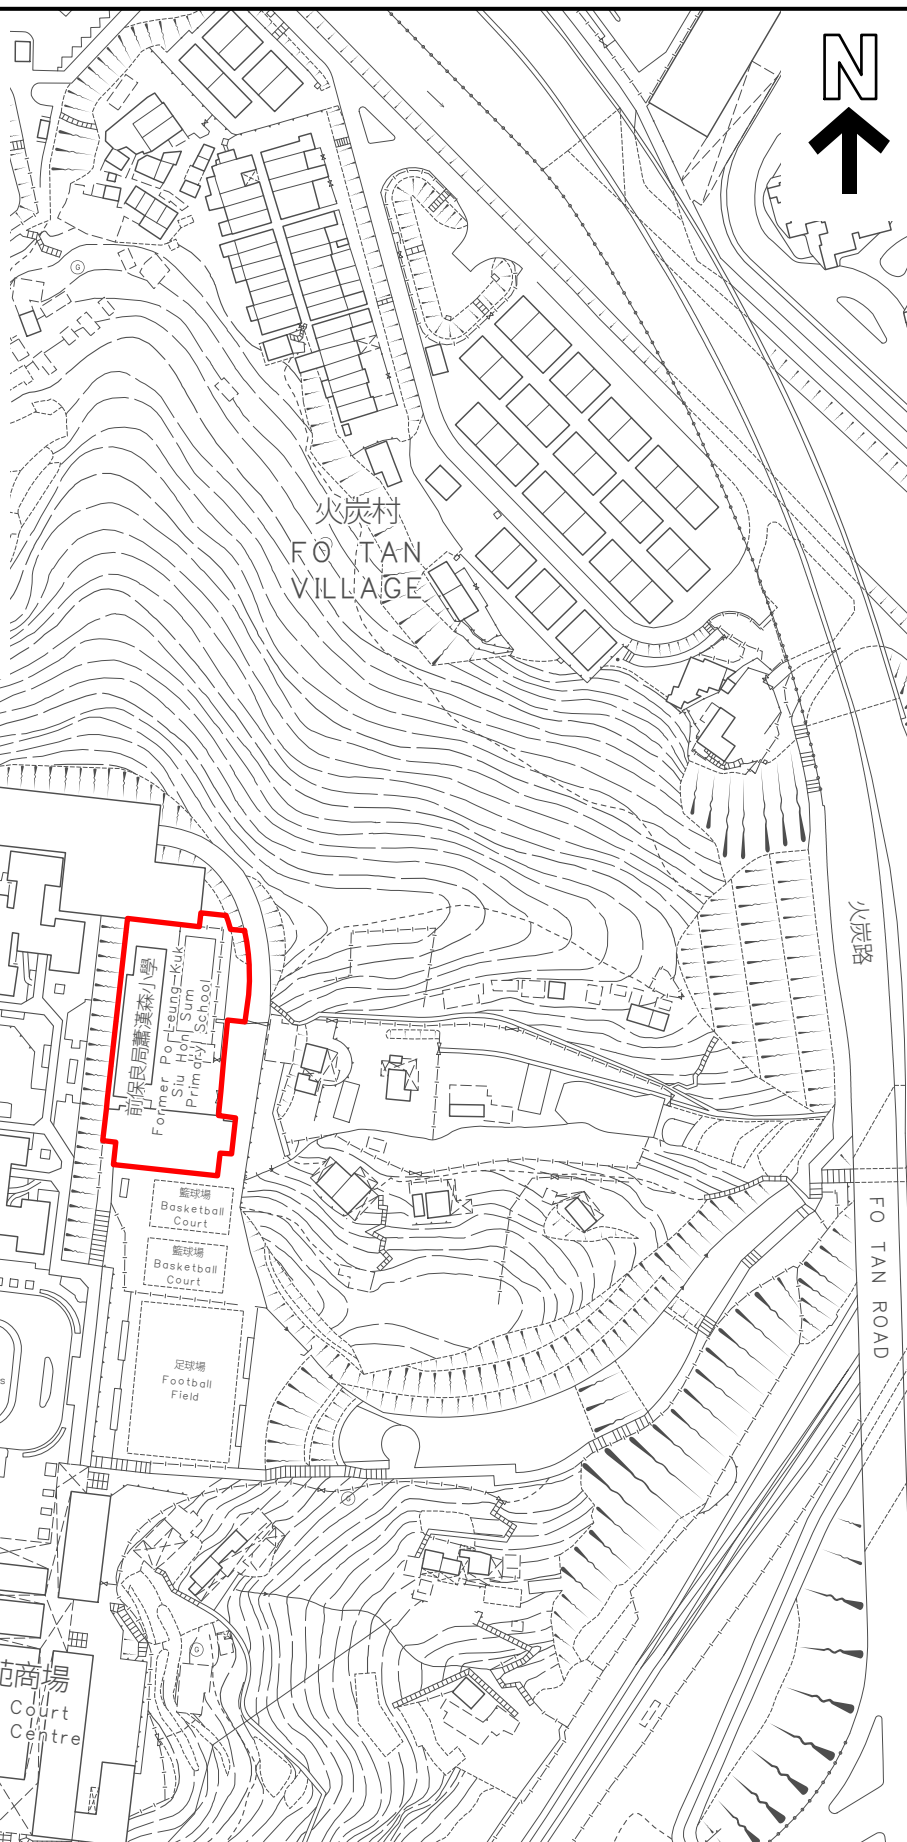 N
火炭村
FO TAN
VILLAGE
火炭路
前保良局蕭漢森小學
Former Po Leung Kuk
Siu Hon Sum
Primary School
籃球場
Basketball
Court
籃球場
Basketball
Court
FO TAN ROAD
足球場
Football
Field
s
G
G
G
苑商場
Court
Centre